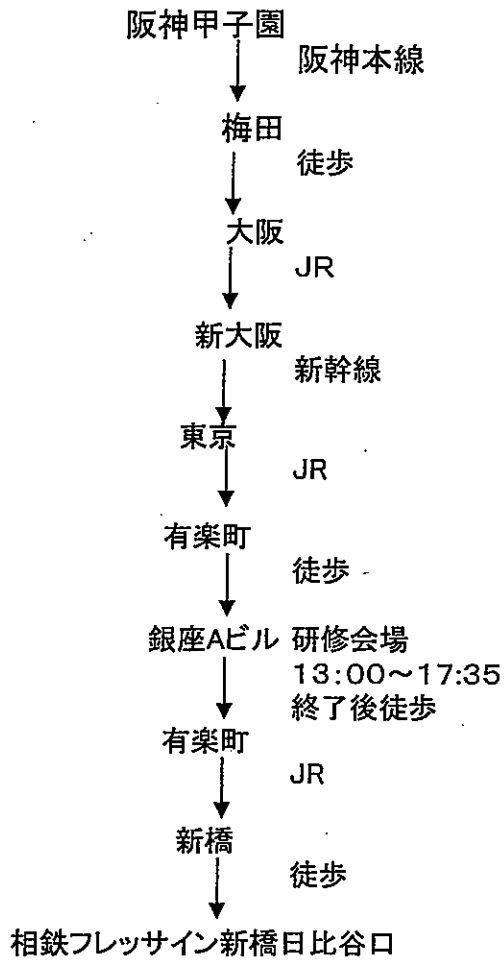 阪神甲子園
阪神本線
梅田
徒歩
大阪
JR
新大阪
新幹線
東京
JR
有楽町
徒歩
銀座Aビル 研修会場
13:00~17:35
終了後徒歩
有楽町
JR
新橋
徒歩
相鉄フレッサイン新橋日比谷口